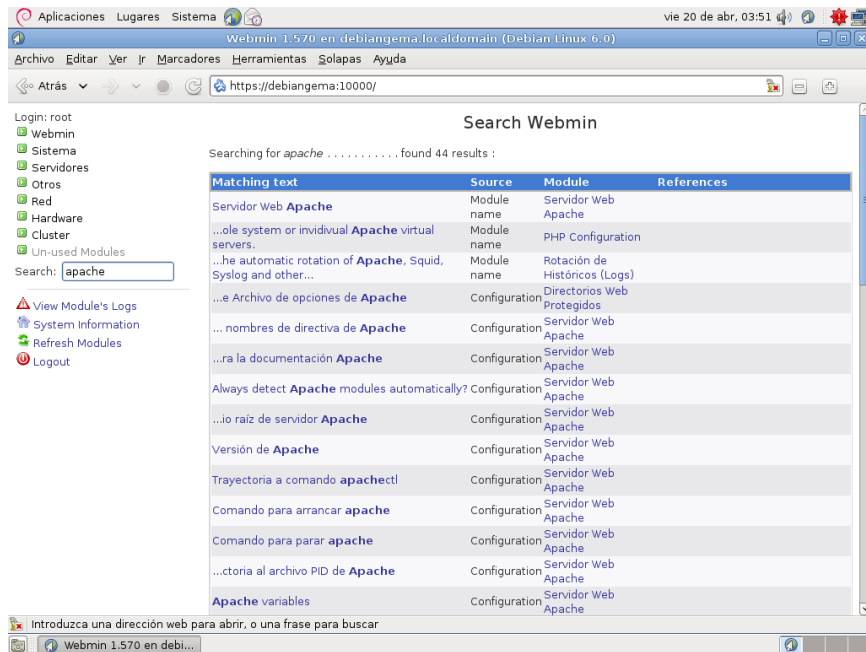 Aplicaciones Lugares Sistema vie 20 de abr, 03:51
Webmin 1.570 en debiangema.localdomain (Debian Linux 6.0)
Archivo Editar Ver Ir Marcadores Herramientas Solapas Ayuda
Atrás https://debiangema:10000/
Login: root
Webmin
Sistema
Servidores
Otros
Red
Hardware
Cluster
Un-used Modules
Search: apache
View Module's Logs
System Information
Refresh Modules
Logout
Search Webmin
Searching for apache . . . . . . . . . . . found 44 results :
Matching text Source Module References
Servidor Web Apache Module name Servidor Web Apache
...ole system or invidivual Apache virtual servers. Module name PHP Configuration
...he automatic rotation of Apache, Squid, Syslog and other... Module name Rotación de Históricos (Logs)
...e Archivo de opciones de Apache Configuration Directorios Web Protegidos
... nombres de directiva de Apache Configuration Servidor Web Apache
...ra la documentación Apache Configuration Servidor Web Apache
Always detect Apache modules automatically? Configuration Servidor Web Apache
...io raíz de servidor Apache Configuration Servidor Web Apache
Versión de Apache Configuration Servidor Web Apache
Trayectoria a comando apachectl Configuration Servidor Web Apache
Comando para arrancar apache Configuration Servidor Web Apache
Comando para parar apache Configuration Servidor Web Apache
...ctoria al archivo PID de Apache Configuration Servidor Web Apache
Apache variables Configuration Servidor Web Apache
Introduzca una dirección web para abrir, o una frase para buscar
Webmin 1.570 en debi...